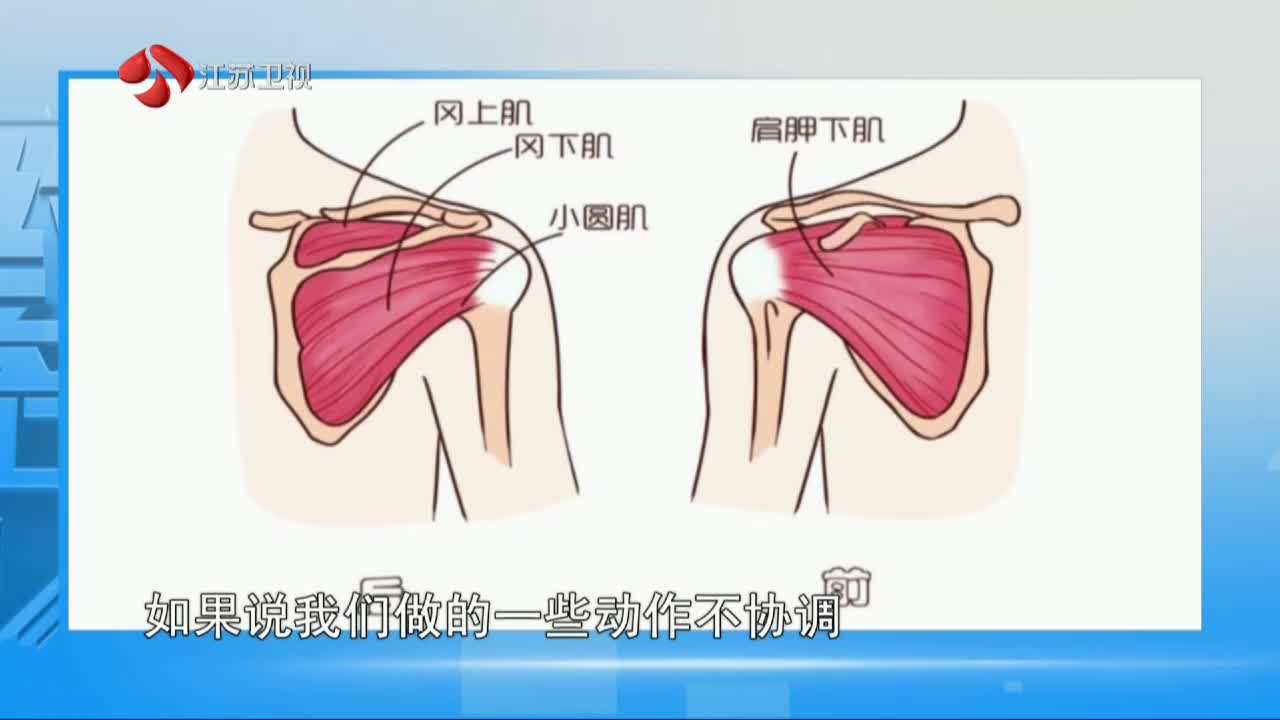 江苏卫视
冈上肌
冈下肌
肩胛下肌
小圆肌
后
前
如果说我们做的一些动作不协调